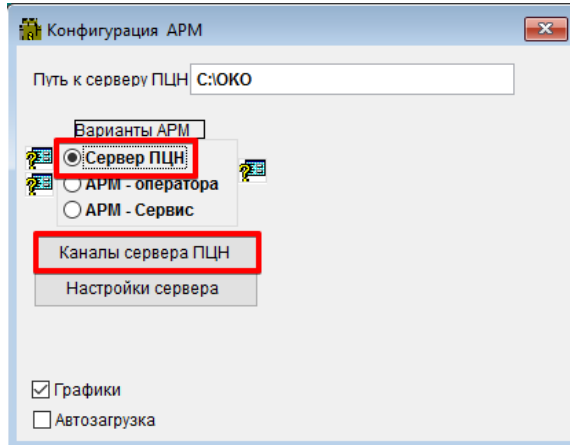 Конфигурация АРМ
Путь к серверу ПЦН C:\ОКО
Варианты АРМ
Сервер ПЦН
АРМ - оператора
АРМ - Сервис
Каналы сервера ПЦН
Настройки сервера
Графики
Автозагрузка